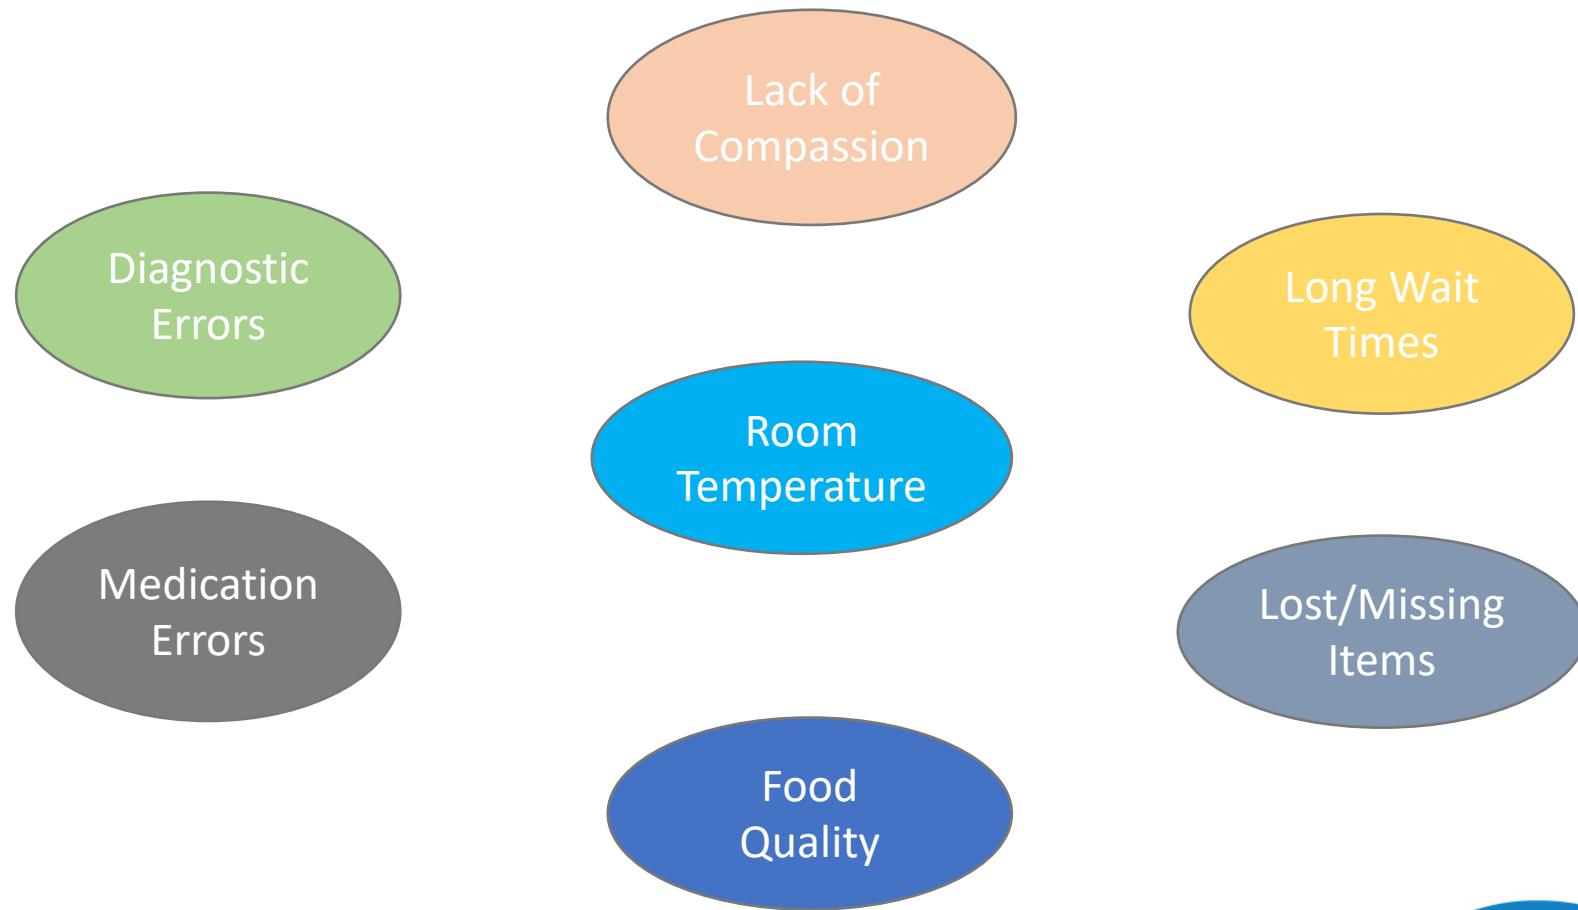 Lack of
Compassion
Diagnostic
Errors
Long Wait
Times
Room
Temperature
Medication
Errors
Lost/Missing
Items
Food
Quality